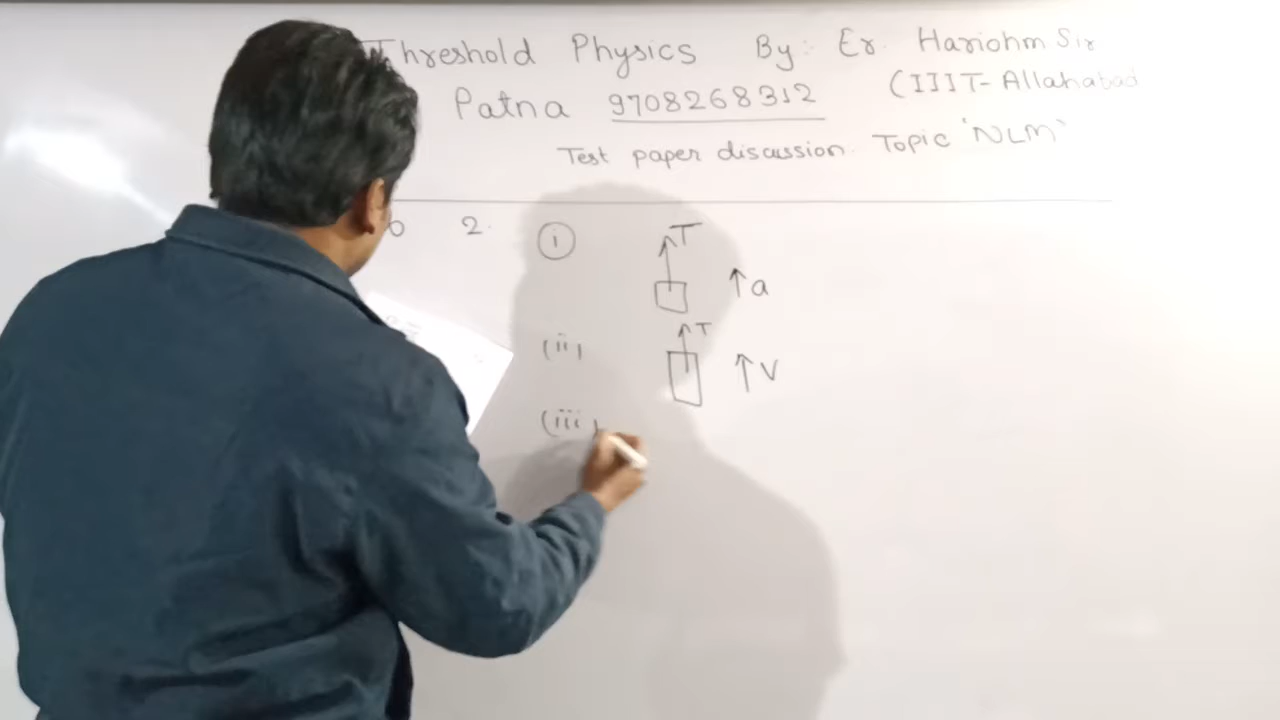 Threshold Physics By: Er. Hariohm Sir
Patna 9708268312 (IIIT-Allahabad
Test paper discussion. Topic 'NLM'
2. (i) T
↑a
(ii) T
↑V
(iii)